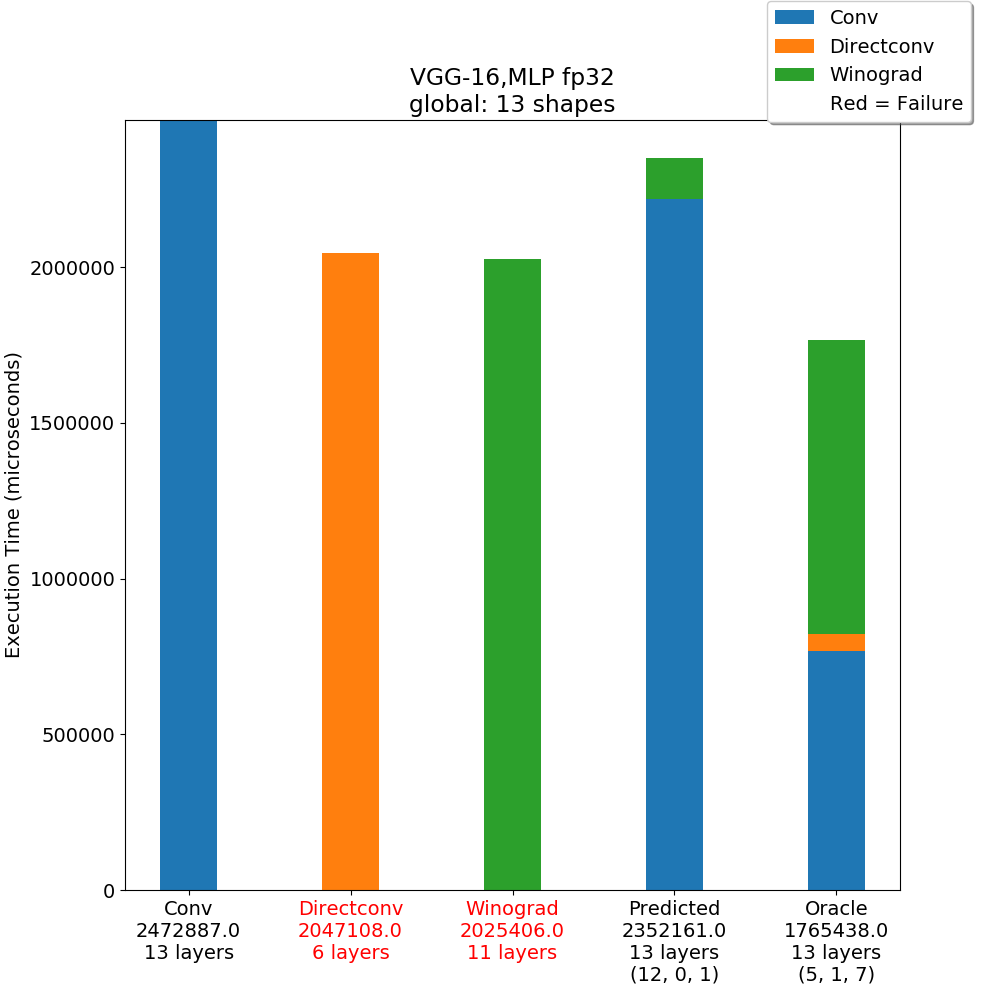 Conv
Directconv
Winograd
Red = Failure
VGG-16,MLP fp32
global: 13 shapes
Execution Time (microseconds)
2000000
1500000
1000000
500000
0
Conv
2472887.0
13 layers
Directconv
2047108.0
6 layers
Winograd
2025406.0
11 layers
Predicted
2352161.0
13 layers
(12, 0, 1)
Oracle
1765438.0
13 layers
(5, 1, 7)